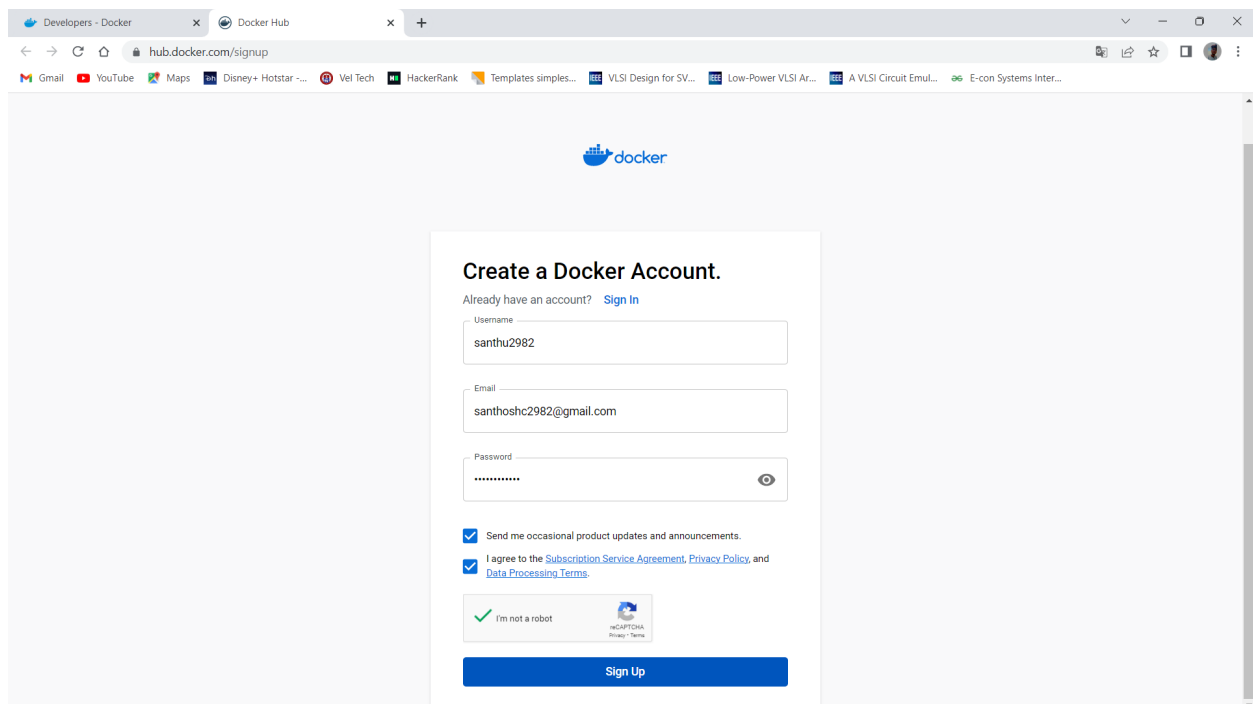 Developers - Docker
Docker Hub
hub.docker.com/signup
Gmail
YouTube
Maps
Disney+ Hotstar -...
Vel Tech
HackerRank
Templates simples...
VLSI Design for SV...
Low-Power VLSI Ar...
A VLSI Circuit Emul...
E-con Systems Inter...
docker
Create a Docker Account.
Already have an account? Sign In
Username
santhu2982
Email
santhoshc2982@gmail.com
Password
••••••••••••
Send me occasional product updates and announcements.
I agree to the Subscription Service Agreement, Privacy Policy, and
Data Processing Terms.
I'm not a robot
reCAPTCHA
Privacy - Terms
Sign Up